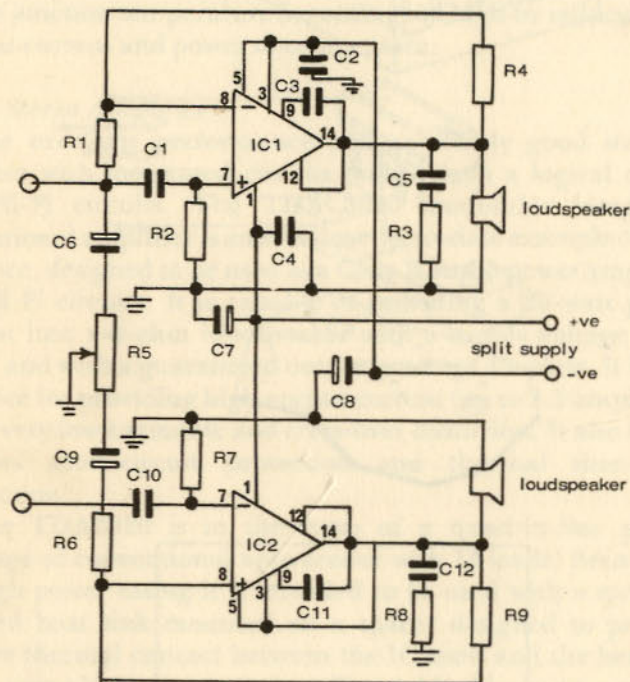 C2
5 3 R4
C3
8 − 9
R1 C1 IC1 14
7 + 12 C5
1 loudspeaker
C6 R2 C4 R3
+ve
C7
split supply
R5 C8 -ve
C9 R7
C10 1 loudspeaker
7 − 12
R6 IC2 14
8 + 9 C12
5 3 C11 R8 R9